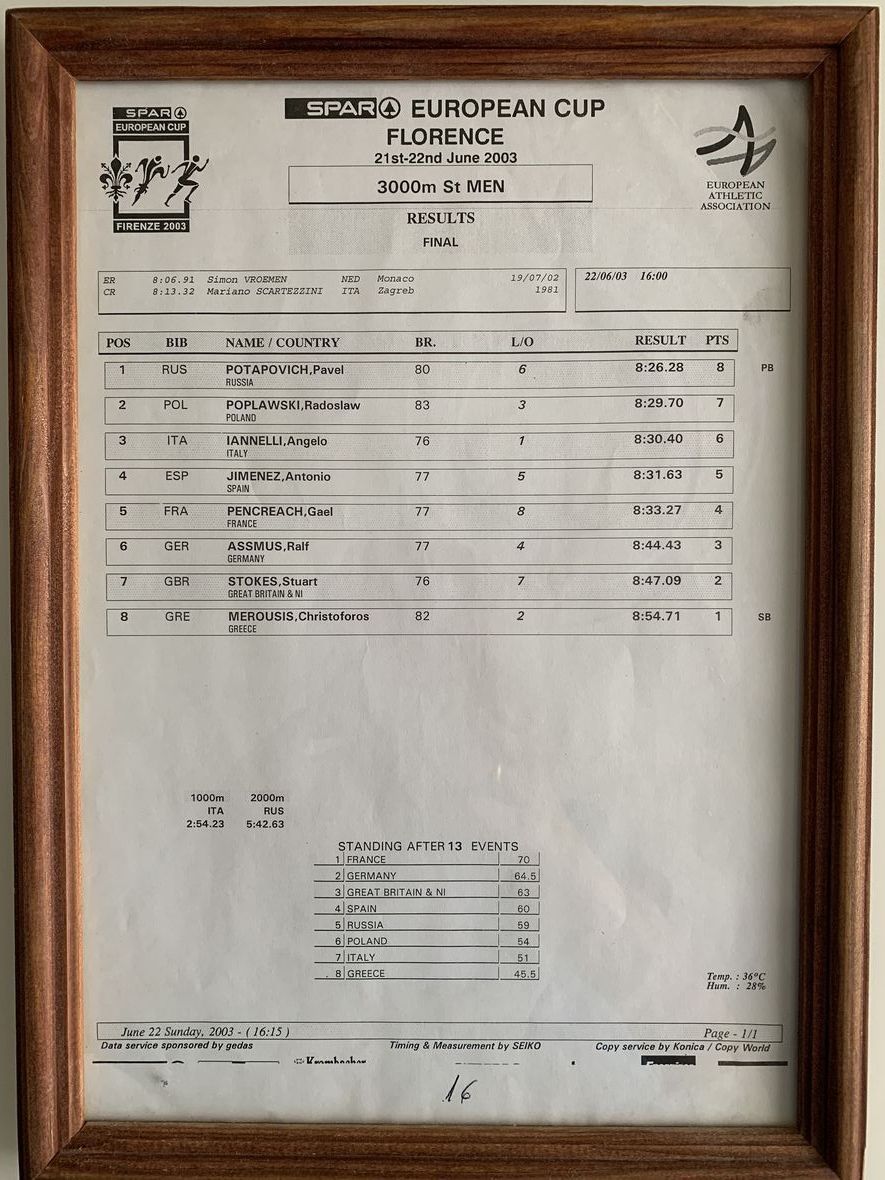 SPAR
EUROPEAN CUP
FIRENZE 2003
SPAR EUROPEAN CUP
FLORENCE
21st-22nd June 2003
3000m St MEN
RESULTS
FINAL
EUROPEAN
ATHLETIC
ASSOCIATION
ER 8:06.91 Simon VROEMEN NED Monaco 19/07/02
CR 8:13.32 Mariano SCARTEZZINI ITA Zagreb 1981
22/06/03 16:00
POS BIB NAME / COUNTRY BR. L/O RESULT PTS
1 RUS POTAPOVICH,Pavel 80 6 8:26.28 8 PB
RUSSIA
2 POL POPLAWSKI,Radoslaw 83 3 8:29.70 7
POLAND
3 ITA IANNELLI,Angelo 76 1 8:30.40 6
ITALY
4 ESP JIMENEZ,Antonio 77 5 8:31.63 5
SPAIN
5 FRA PENCREACH,Gael 77 8 8:33.27 4
FRANCE
6 GER ASSMUS,Ralf 77 4 8:44.43 3
GERMANY
7 GBR STOKES,Stuart 76 7 8:47.09 2
GREAT BRITAIN & NI
8 GRE MEROUSIS,Christoforos 82 2 8:54.71 1 SB
GREECE
1000m 2000m
ITA RUS
2:54.23 5:42.63
STANDING AFTER 13 EVENTS
1 FRANCE 70
2 GERMANY 64.5
3 GREAT BRITAIN & NI 63
4 SPAIN 60
5 RUSSIA 59
6 POLAND 54
7 ITALY 51
8 GREECE 45.5
Temp. : 36°C
Hum. : 28%
June 22 Sunday, 2003 - ( 16:15 ) Page - 1/1
Data service sponsored by gedas Timing & Measurement by SEIKO Copy service by Konica / Copy World
16